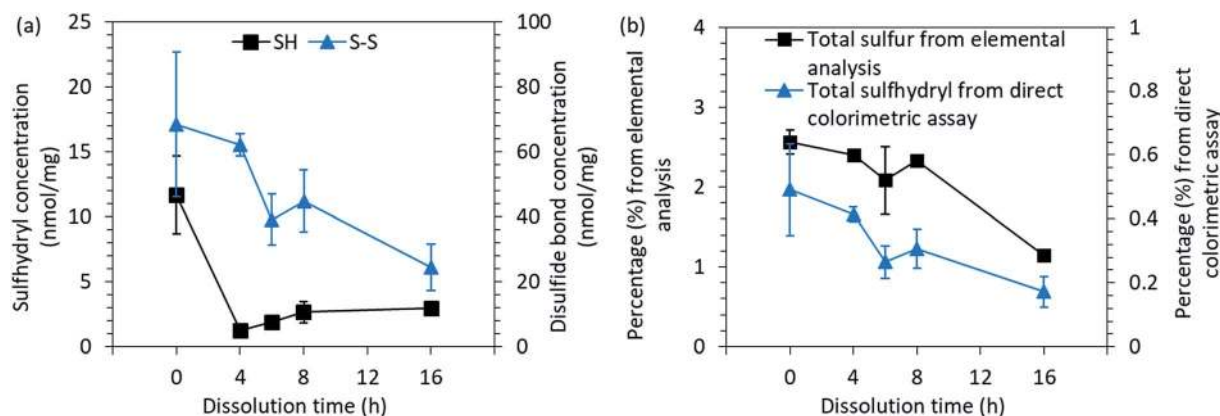 (a)
SH
S-S
Sulfhydryl concentration
(nmol/mg)
25
20
15
10
5
0
100
80
60
40
20
0
Disulfide bond concentration
(nmol/mg)
0 4 8 12 16
Dissolution time (h)
(b)
Total sulfur from elemental
analysis
Total sulfhydryl from direct
colorimetric assay
Percentage (%) from elemental
analysis
4
3
2
1
0
1
0.8
0.6
0.4
0.2
0
Percentage (%) from direct
colorimetric assay
0 4 8 12 16
Dissolution time (h)